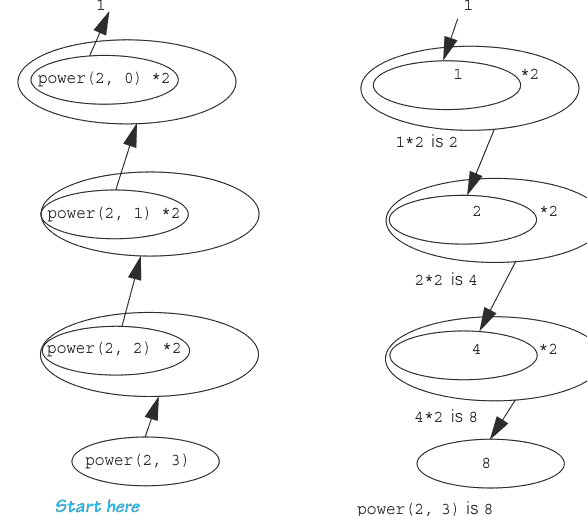 1
power(2, 0) *2
power(2, 1) *2
power(2, 2) *2
power(2, 3)
Start here
1
1 *2
1*2 is 2
2 *2
2*2 is 4
4 *2
4*2 is 8
8
power(2, 3) is 8